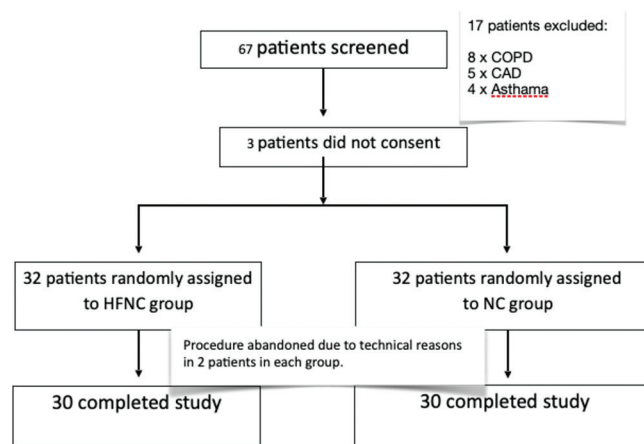 67 patients screened
17 patients excluded:
8 x COPD
5 x CAD
4 x Asthama
3 patients did not consent
32 patients randomly assigned
to HFNC group
32 patients randomly assigned
to NC group
Procedure abandoned due to technical reasons
in 2 patients in each group.
30 completed study
30 completed study